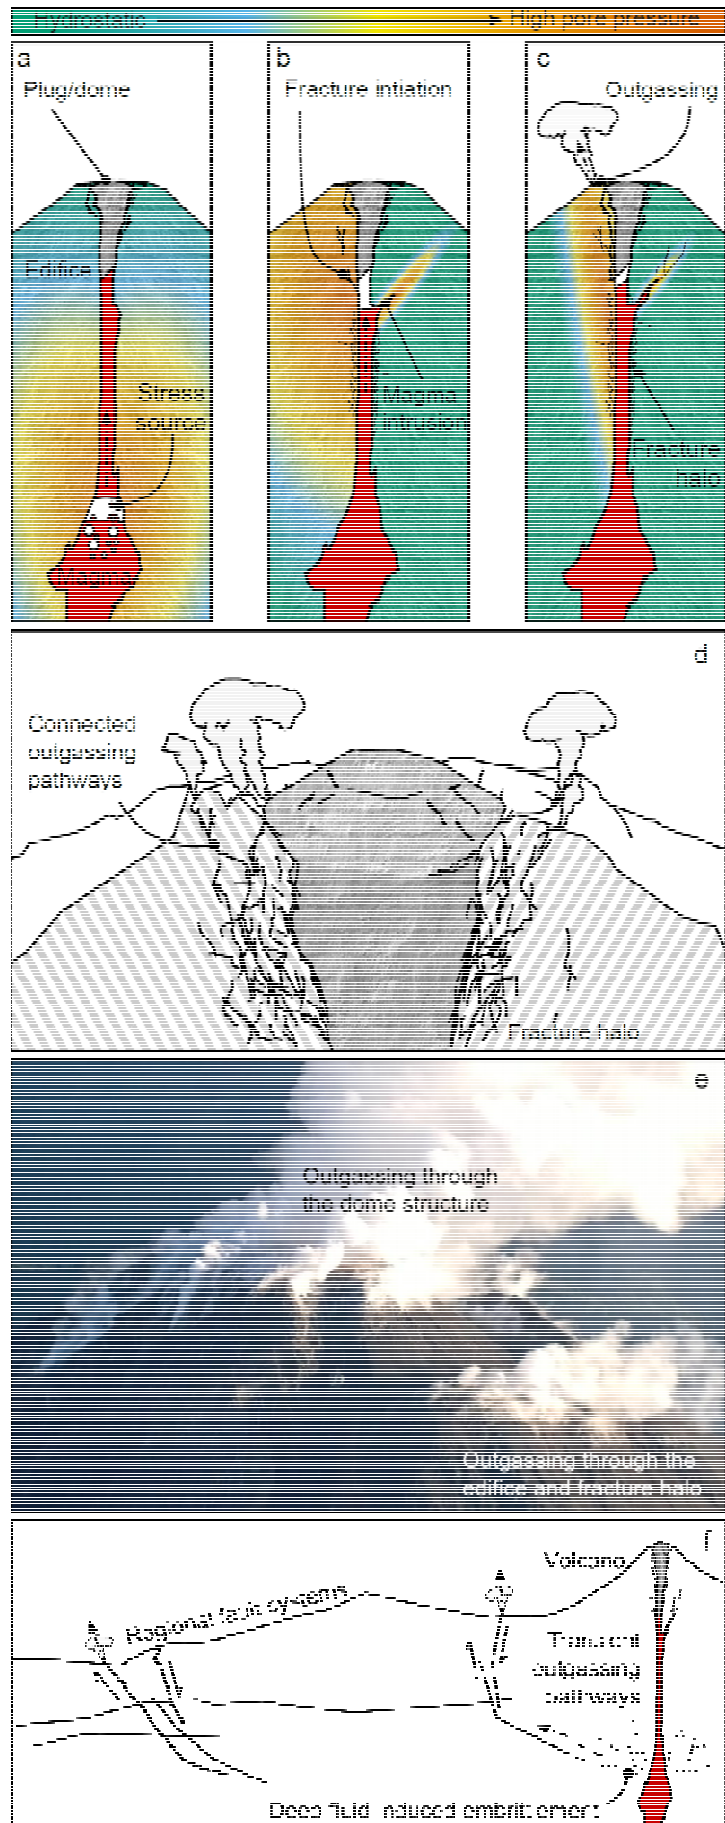 Hydrostatic High pore pressure
a
Plug/dome
Edifice
Stress
source
Magma
b
Fracture intiation
Magma
intrusion
c
Outgassing
Fracture
halo
d
Connected
outgassing
pathways
Fracture halo
e
Outgassing through
the dome structure
Outgassing through the
edifice and fracture halo
f
Volcano
Regional fault systems
Transient
outgassing
pathways
Deep fluid-induced embrittlement